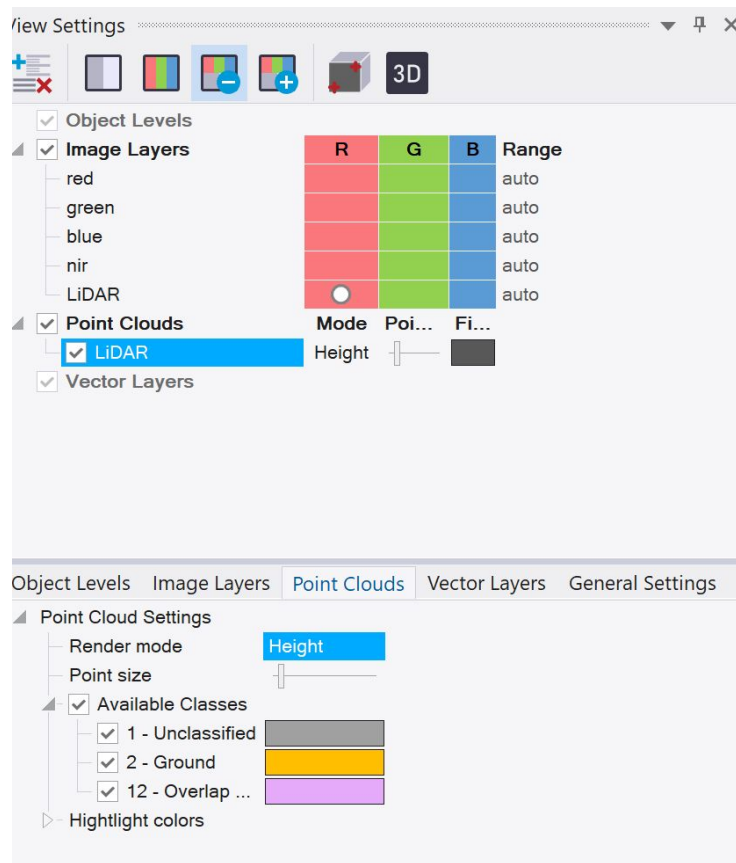 View Settings
3D
Object Levels
Image Layers R G B Range
red auto
green auto
blue auto
nir auto
LiDAR auto
Point Clouds Mode Poi... Fi...
LiDAR Height
Vector Layers
Object Levels Image Layers Point Clouds Vector Layers General Settings
Point Cloud Settings
Render mode Height
Point size
Available Classes
1 - Unclassified
2 - Ground
12 - Overlap ...
Hightlight colors